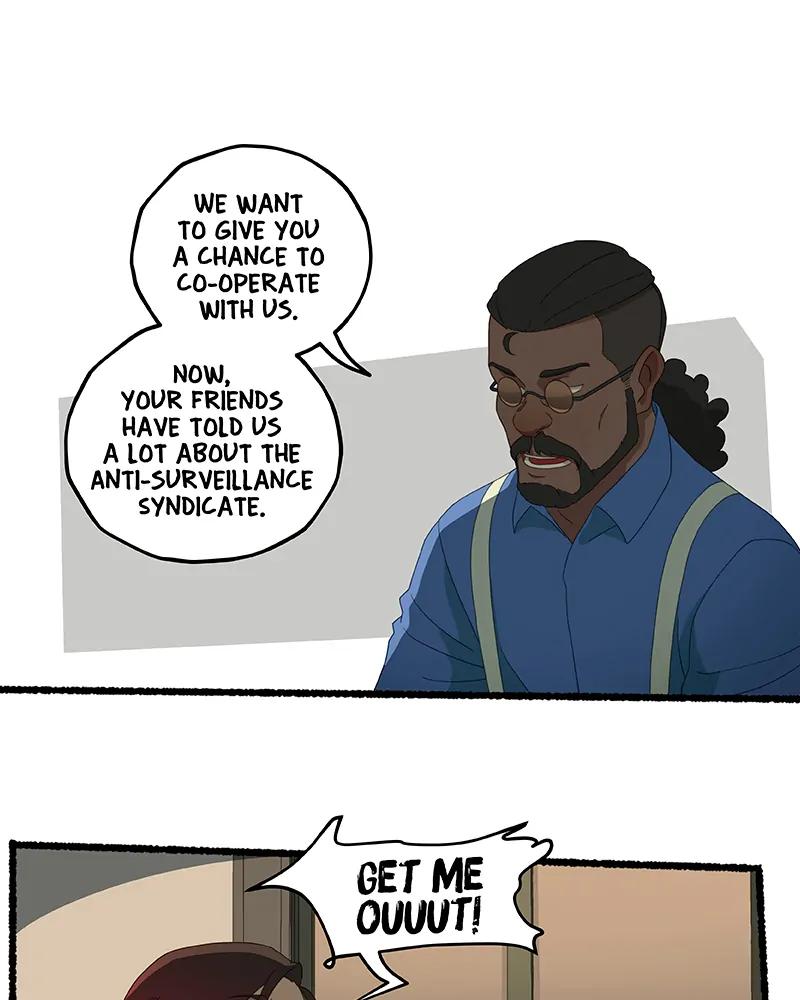 WE WANT
TO GIVE YOU
A CHANCE TO
CO-OPERATE
WITH US.
NOW,
YOUR FRIENDS
HAVE TOLD US
A LOT ABOUT THE
ANTI-SURVEILLANCE
SYNDICATE.
GET ME
OUUUT!